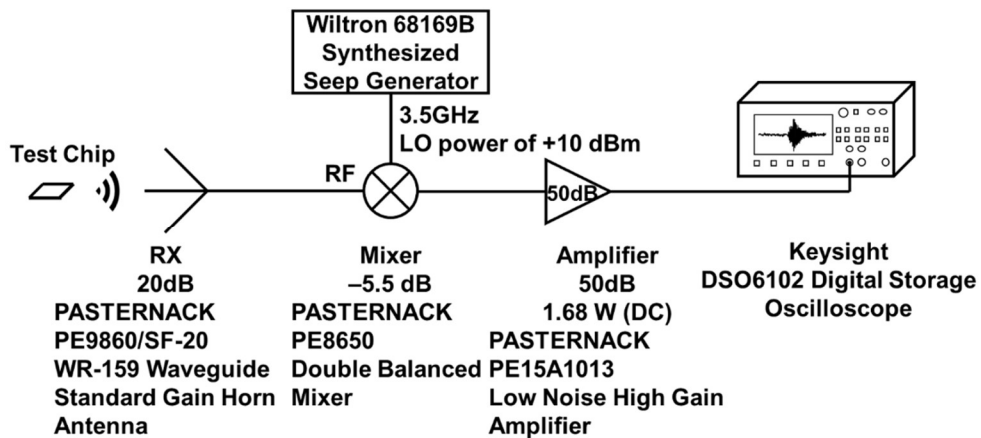 Wiltron 68169B
Synthesized
Seep Generator
3.5GHz
LO power of +10 dBm
Test Chip
RF
50dB
RX
20dB
PASTERNACK
PE9860/SF-20
WR-159 Waveguide
Standard Gain Horn
Antenna
Mixer
–5.5 dB
PASTERNACK
PE8650
Double Balanced
Mixer
Amplifier
50dB
1.68 W (DC)
PASTERNACK
PE15A1013
Low Noise High Gain
Amplifier
Keysight
DSO6102 Digital Storage
Oscilloscope